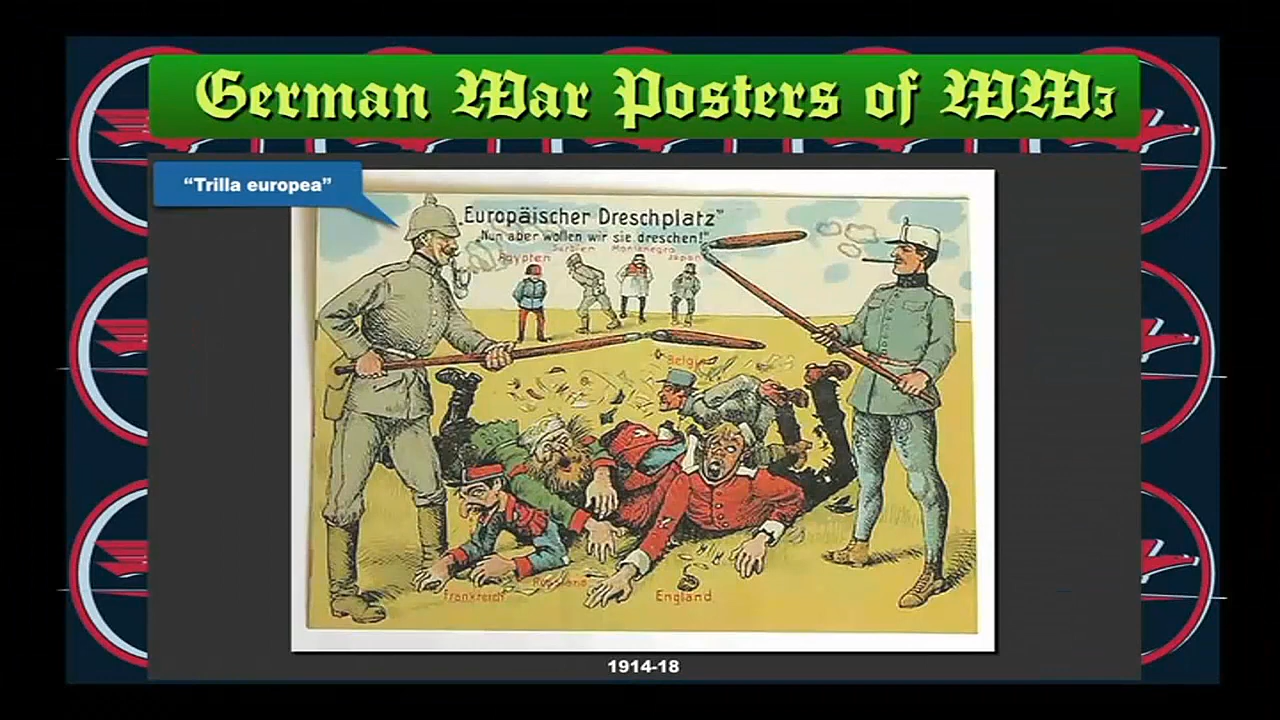 German War Posters of WW1
“Trilla europea”
„Europäischer Dreschplatz"
„Nun aber wollen wir sie dreschen!"
Serbien Montenegro
Ägypten Japan
Belgien
Russland
Frankreich England
1914-18